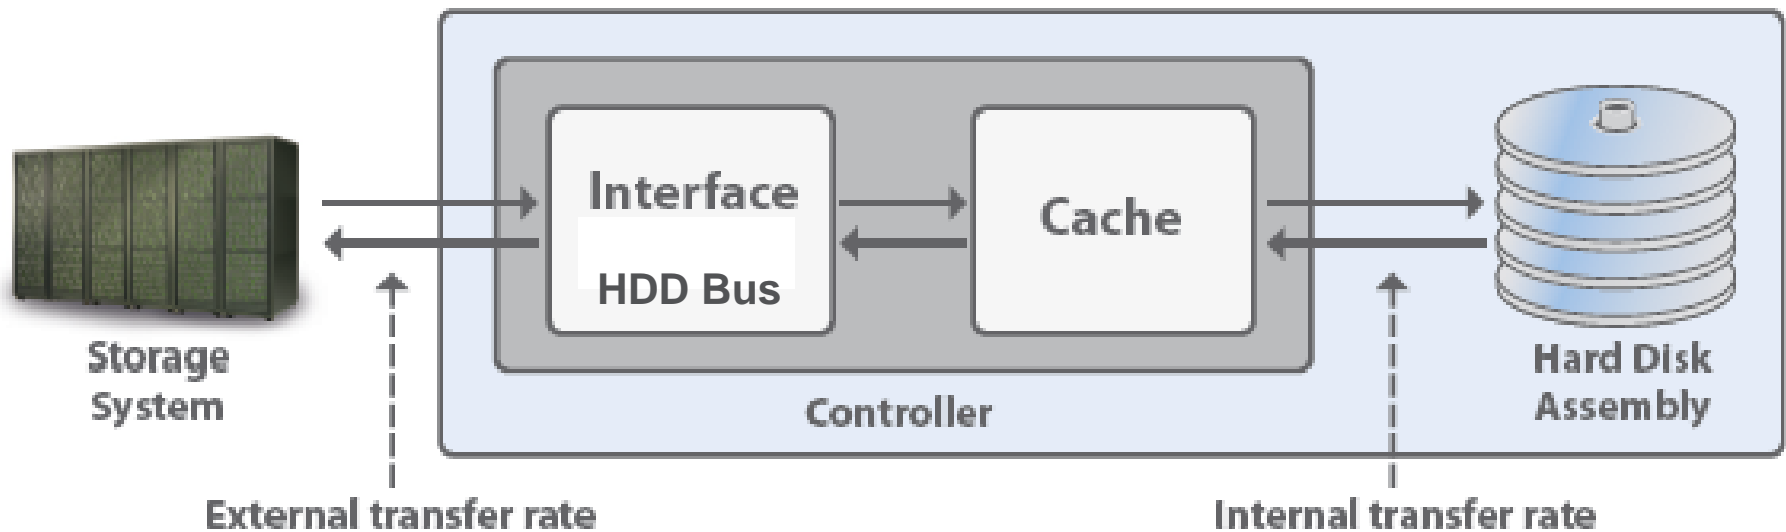 Interface
HDD Bus
Cache
Storage
System
Hard Disk
Assembly
Controller
External transfer rate
Internal transfer rate